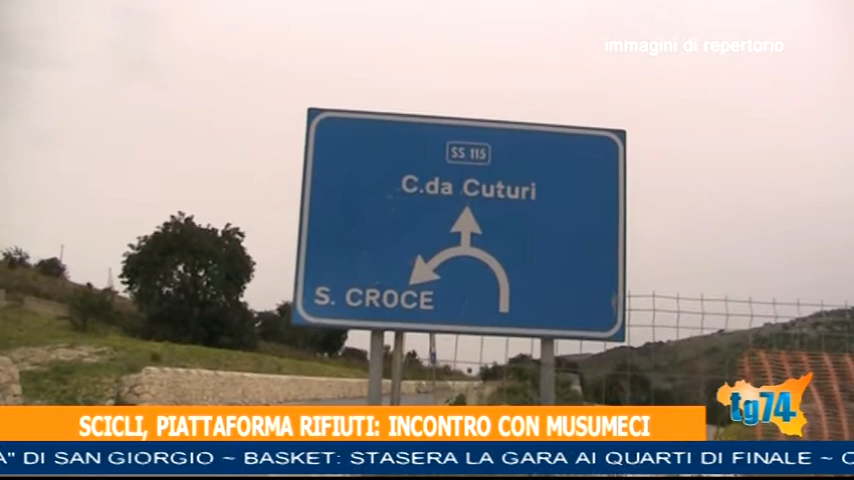 immagini di repertorio
SS 115
C.da Cuturi
S. CROCE
SCICLI, PIATTAFORMA RIFIUTI: INCONTRO CON MUSUMECI
tg74
A" DI SAN GIORGIO ~ BASKET: STASERA LA GARA AI QUARTI DI FINALE ~